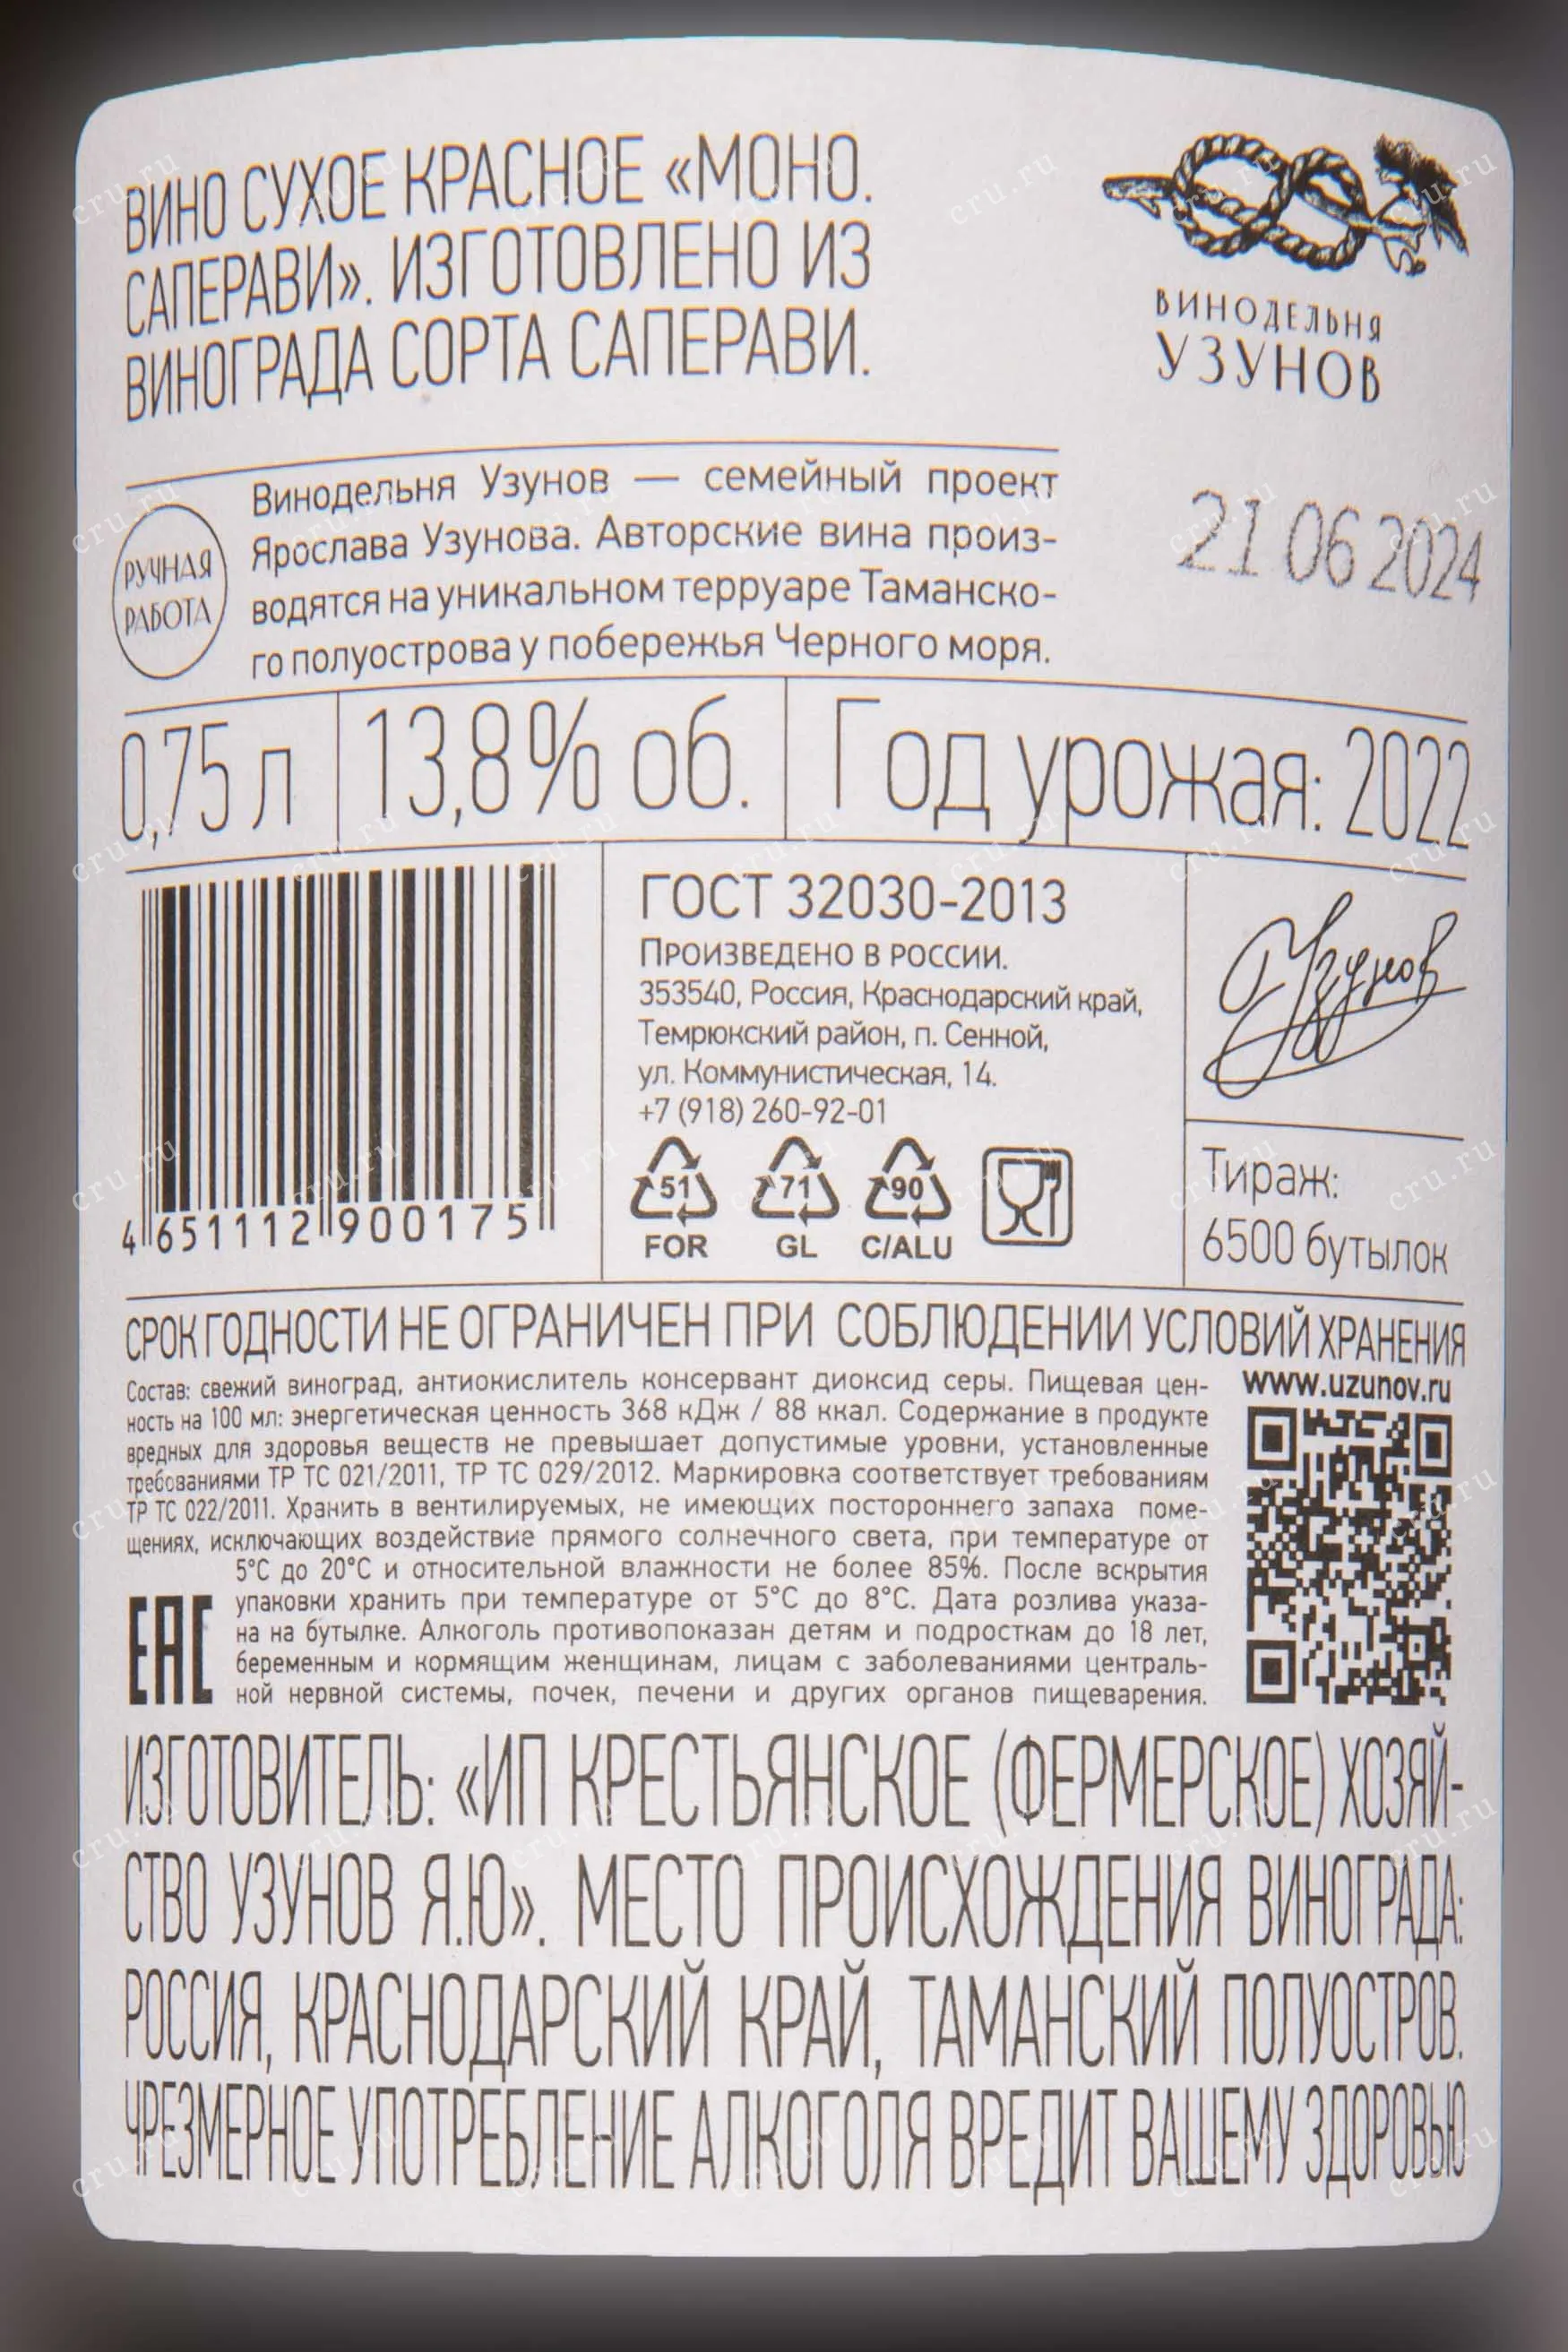 ВИНО СУХОЕ КРАСНОЕ «МОНО.
САПЕРАВИ». ИЗГОТОВЛЕНО ИЗ
ВИНОГРАДА СОРТА САПЕРАВИ.
ВИНОДЕЛЬНЯ
УЗУНОВ
РУЧНАЯ
РАБОТА
Винодельня Узунов — семейный проект
Ярослава Узунова. Авторские вина произ-
водятся на уникальном терруаре Таманско-
го полуострова у побережья Черного моря.
21 06 2024
0,75 л
13,8% об.
Год урожая: 2022
4 651112 900175
ГОСТ 32030-2013
ПРОИЗВЕДЕНО В РОССИИ.
353540, Россия, Краснодарский край,
Темрюкский район, п. Сенной,
ул. Коммунистическая, 14.
+7 (918) 260-92-01
51 71 90
FOR GL C/ALU
Узунов
Тираж:
6500 бутылок
СРОК ГОДНОСТИ НЕ ОГРАНИЧЕН ПРИ СОБЛЮДЕНИИ УСЛОВИЙ ХРАНЕНИЯ
Состав: свежий виноград, антиокислитель консервант диоксид серы. Пищевая цен-
ность на 100 мл: энергетическая ценность 368 кДж / 88 ккал. Содержание в продукте
вредных для здоровья веществ не превышает допустимые уровни, установленные
требованиями ТР ТС 021/2011, ТР ТС 029/2012. Маркировка соответствует требованиям
ТР ТС 022/2011. Хранить в вентилируемых, не имеющих постороннего запаха поме-
щениях, исключающих воздействие прямого солнечного света, при температуре от
5°С до 20°С и относительной влажности не более 85%. После вскрытия
упаковки хранить при температуре от 5°С до 8°С. Дата розлива указа-
на на бутылке. Алкоголь противопоказан детям и подросткам до 18 лет,
беременным и кормящим женщинам, лицам с заболеваниями централь-
ной нервной системы, почек, печени и других органов пищеварения.
EAC
www.uzunov.ru
ИЗГОТОВИТЕЛЬ: «ИП КРЕСТЬЯНСКОЕ (ФЕРМЕРСКОЕ) ХОЗЯЙ-
СТВО УЗУНОВ Я.Ю». МЕСТО ПРОИСХОЖДЕНИЯ ВИНОГРАДА:
РОССИЯ, КРАСНОДАРСКИЙ КРАЙ, ТАМАНСКИЙ ПОЛУОСТРОВ.
ЧРЕЗМЕРНОЕ УПОТРЕБЛЕНИЕ АЛКОГОЛЯ ВРЕДИТ ВАШЕМУ ЗДОРОВЬЮ
cru.ru